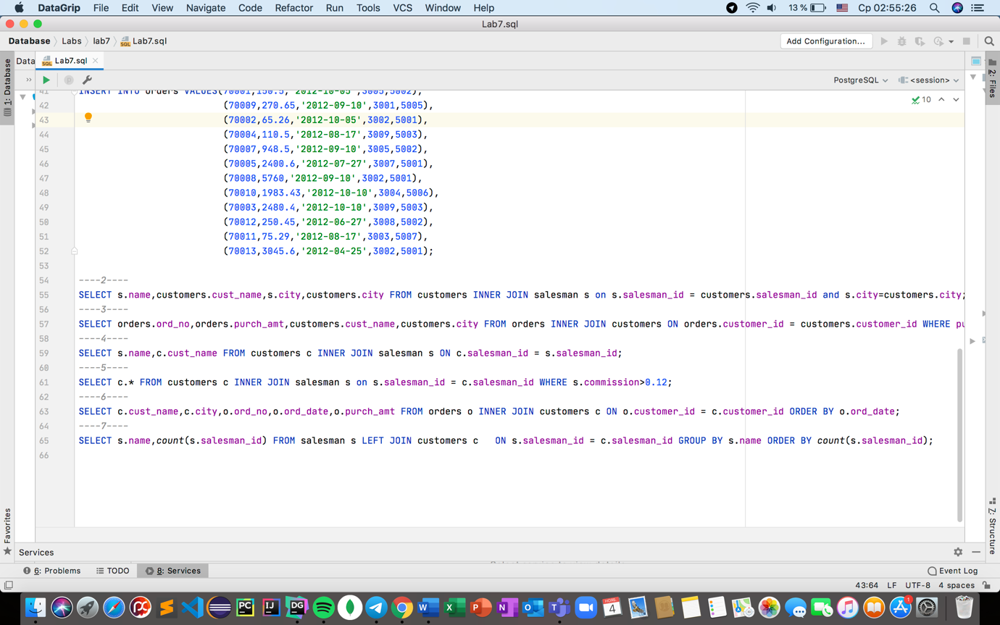 DataGrip File Edit View Navigate Code Refactor Run Tools VCS Window Help 13 % Ср 02:55:26
Lab7.sql
Database Labs lab7 Lab7.sql Add Configuration...
Data Lab7.sql
PostgreSQL <session>
1: Database
2: Files
10
41 INSERT INTO orders VALUES(70001,150.5,'2012-10-05',3005,5002),
42 (70009,270.65,'2012-09-10',3001,5005),
43 (70002,65.26,'2012-10-05',3002,5001),
44 (70004,110.5,'2012-08-17',3009,5003),
45 (70007,948.5,'2012-09-10',3005,5002),
46 (70005,2400.6,'2012-07-27',3007,5001),
47 (70008,5760,'2012-09-10',3002,5001),
48 (70010,1983.43,'2012-10-10',3004,5006),
49 (70003,2480.4,'2012-10-10',3009,5003),
50 (70012,250.45,'2012-06-27',3008,5002),
51 (70011,75.29,'2012-08-17',3003,5007),
52 (70013,3045.6,'2012-04-25',3002,5001);
53
54 ----2----
55 SELECT s.name,customers.cust_name,s.city,customers.city FROM customers INNER JOIN salesman s on s.salesman_id = customers.salesman_id and s.city=customers.city;
56 ----3----
57 SELECT orders.ord_no,orders.purch_amt,customers.cust_name,customers.city FROM orders INNER JOIN customers ON orders.customer_id = customers.customer_id WHERE pu
58 ----4----
59 SELECT s.name,c.cust_name FROM customers c INNER JOIN salesman s ON c.salesman_id = s.salesman_id;
60 ----5----
61 SELECT c.* FROM customers c INNER JOIN salesman s on s.salesman_id = c.salesman_id WHERE s.commission>0.12;
62 ----6----
63 SELECT c.cust_name,c.city,o.ord_no,o.ord_date,o.purch_amt FROM orders o INNER JOIN customers c ON o.customer_id = c.customer_id ORDER BY o.ord_date;
64 ----7----
65 SELECT s.name,count(s.salesman_id) FROM salesman s LEFT JOIN customers c   ON s.salesman_id = c.salesman_id GROUP BY s.name ORDER BY count(s.salesman_id);
66
Favorites
Z: Structure
Services
6: Problems TODO 8: Services Event Log
43:64 LF UTF-8 4 spaces
PC IJ DG W X P N O T 4 1